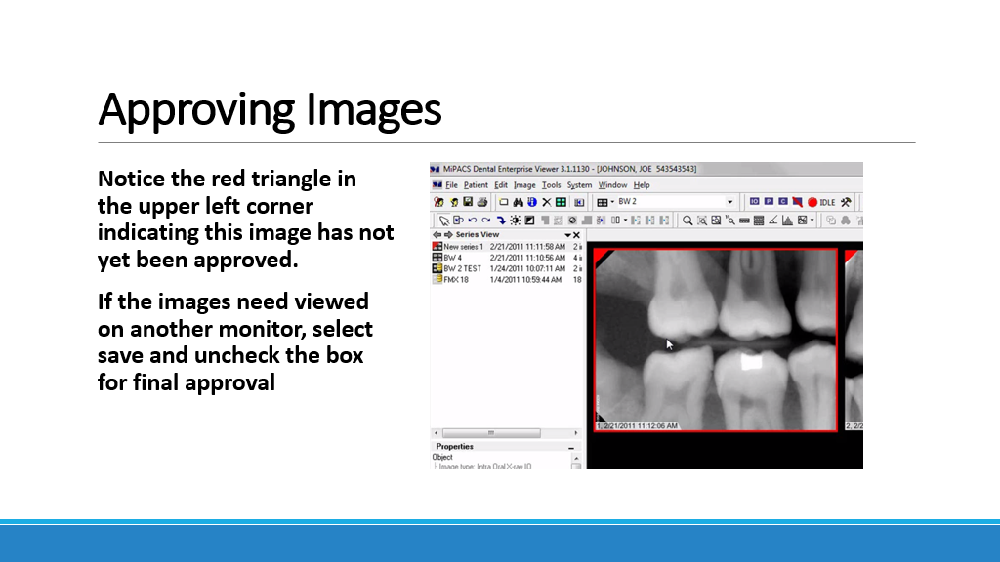 Approving Images
Notice the red triangle in
the upper left corner
indicating this image has not
yet been approved.
If the images need viewed
on another monitor, select
save and uncheck the box
for final approval
MiPACS Dental Enterprise Viewer 3.1.1130 - [JOHNSON, JOE 543543543]
File Patient Edit Image Tools System Window Help
BW 2
IDLE
Series View
New series 1 2/21/2011 11:11:58 AM 2 i
BW 4 2/21/2011 11:10:56 AM 4 i
BW 2 TEST 1/24/2011 10:07:11 AM 2 i
FMX 18 1/4/2011 10:59:44 AM 18
1, 2/21/2011 11:12:06 AM
2, 2/2
Properties
Object
Image type: Intra Oral X-ray IO